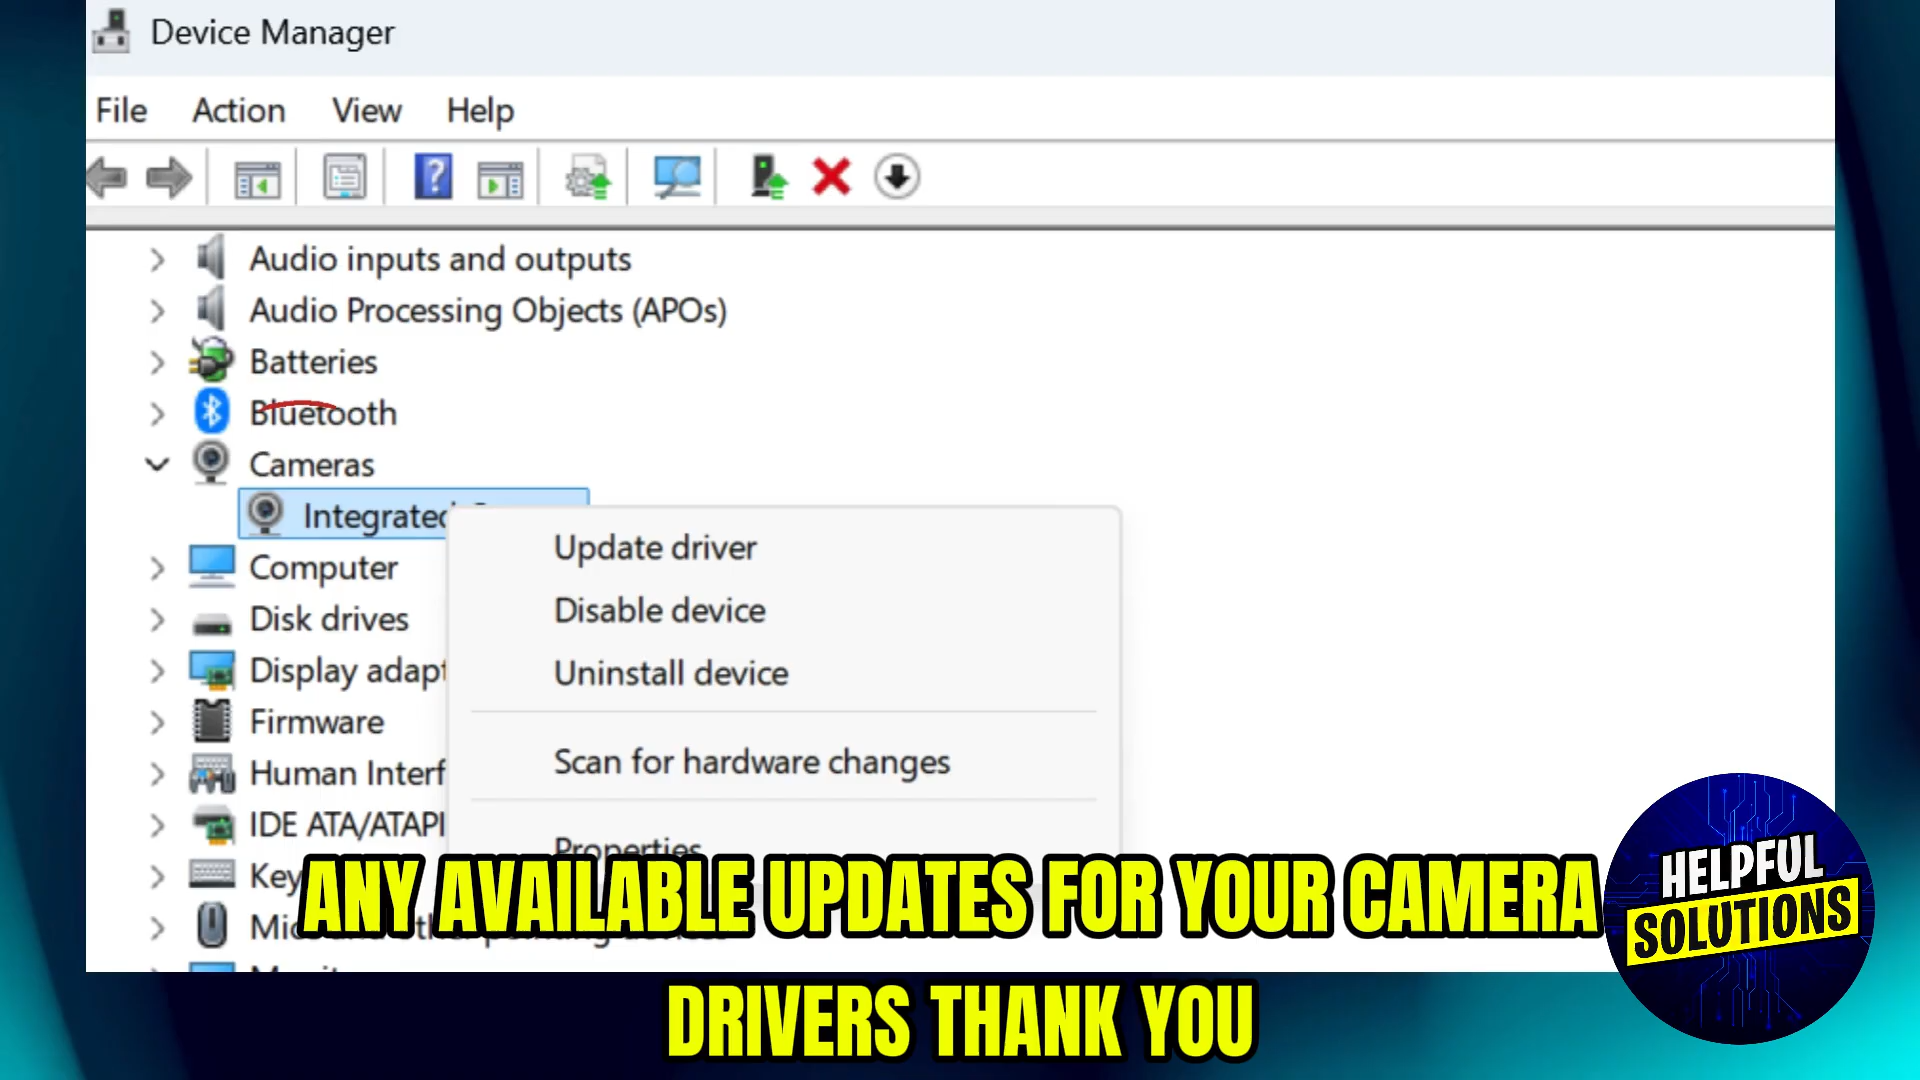 Device Manager
File Action View Help
Audio inputs and outputs
Audio Processing Objects (APOs)
Batteries
Bluetooth
Cameras
Integrated
Update driver
Computer
Disable device
Disk drives
Uninstall device
Display adapt
Firmware
Scan for hardware changes
Human Interf
IDE ATA/ATAPI
Properties
Key
ANY AVAILABLE UPDATES FOR YOUR CAMERA
DRIVERS THANK YOU
HELPFUL
SOLUTIONS